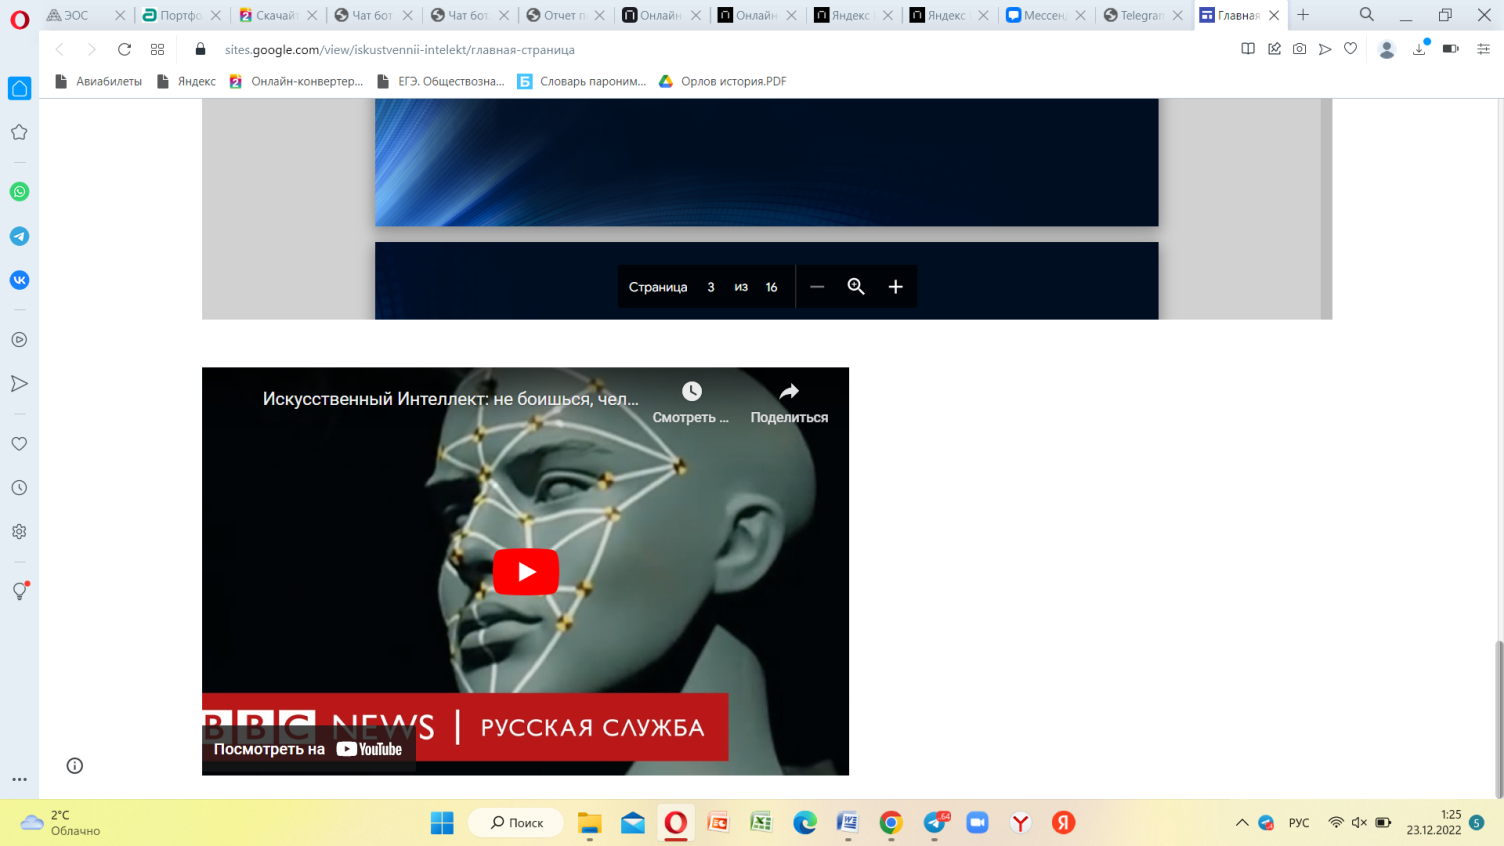 ЭОС
Портфо
Скачайт
Чат бот
Чат бот.
Отчет п
Онлайн
Онлайн
Яндекс
Яндекс
Мессен
Telegram
Главная
sites.google.com/view/iskustvennii-intelekt/главная-страница
Авиабилеты
Яндекс
Онлайн-конвертер...
ЕГЭ. Обществозна...
Словарь пароним...
Орлов история.PDF
Страница 3 из 16
Искусственный Интеллект: не боишься, чел...
Смотреть ...
Поделиться
BBC NEWS | РУССКАЯ СЛУЖБА
Посмотреть на YouTube
2°C
Облачно
Поиск
64
РУС
1:25
23.12.2022
5